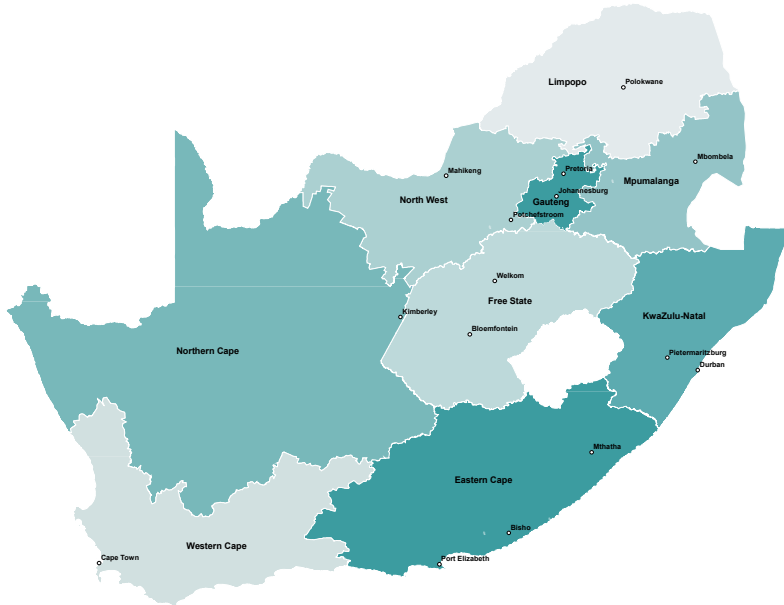 Limpopo
Polokwane
Mbombela
Pretoria
Mahikeng
Mpumalanga
Johannesburg
North West
Gauteng
Potchefstroom
Welkom
Free State
Kimberley
KwaZulu-Natal
Bloemfontein
Northern Cape
Pietermaritzburg
Durban
Mthatha
Eastern Cape
Bisho
Western Cape
Cape Town
Port Elizabeth